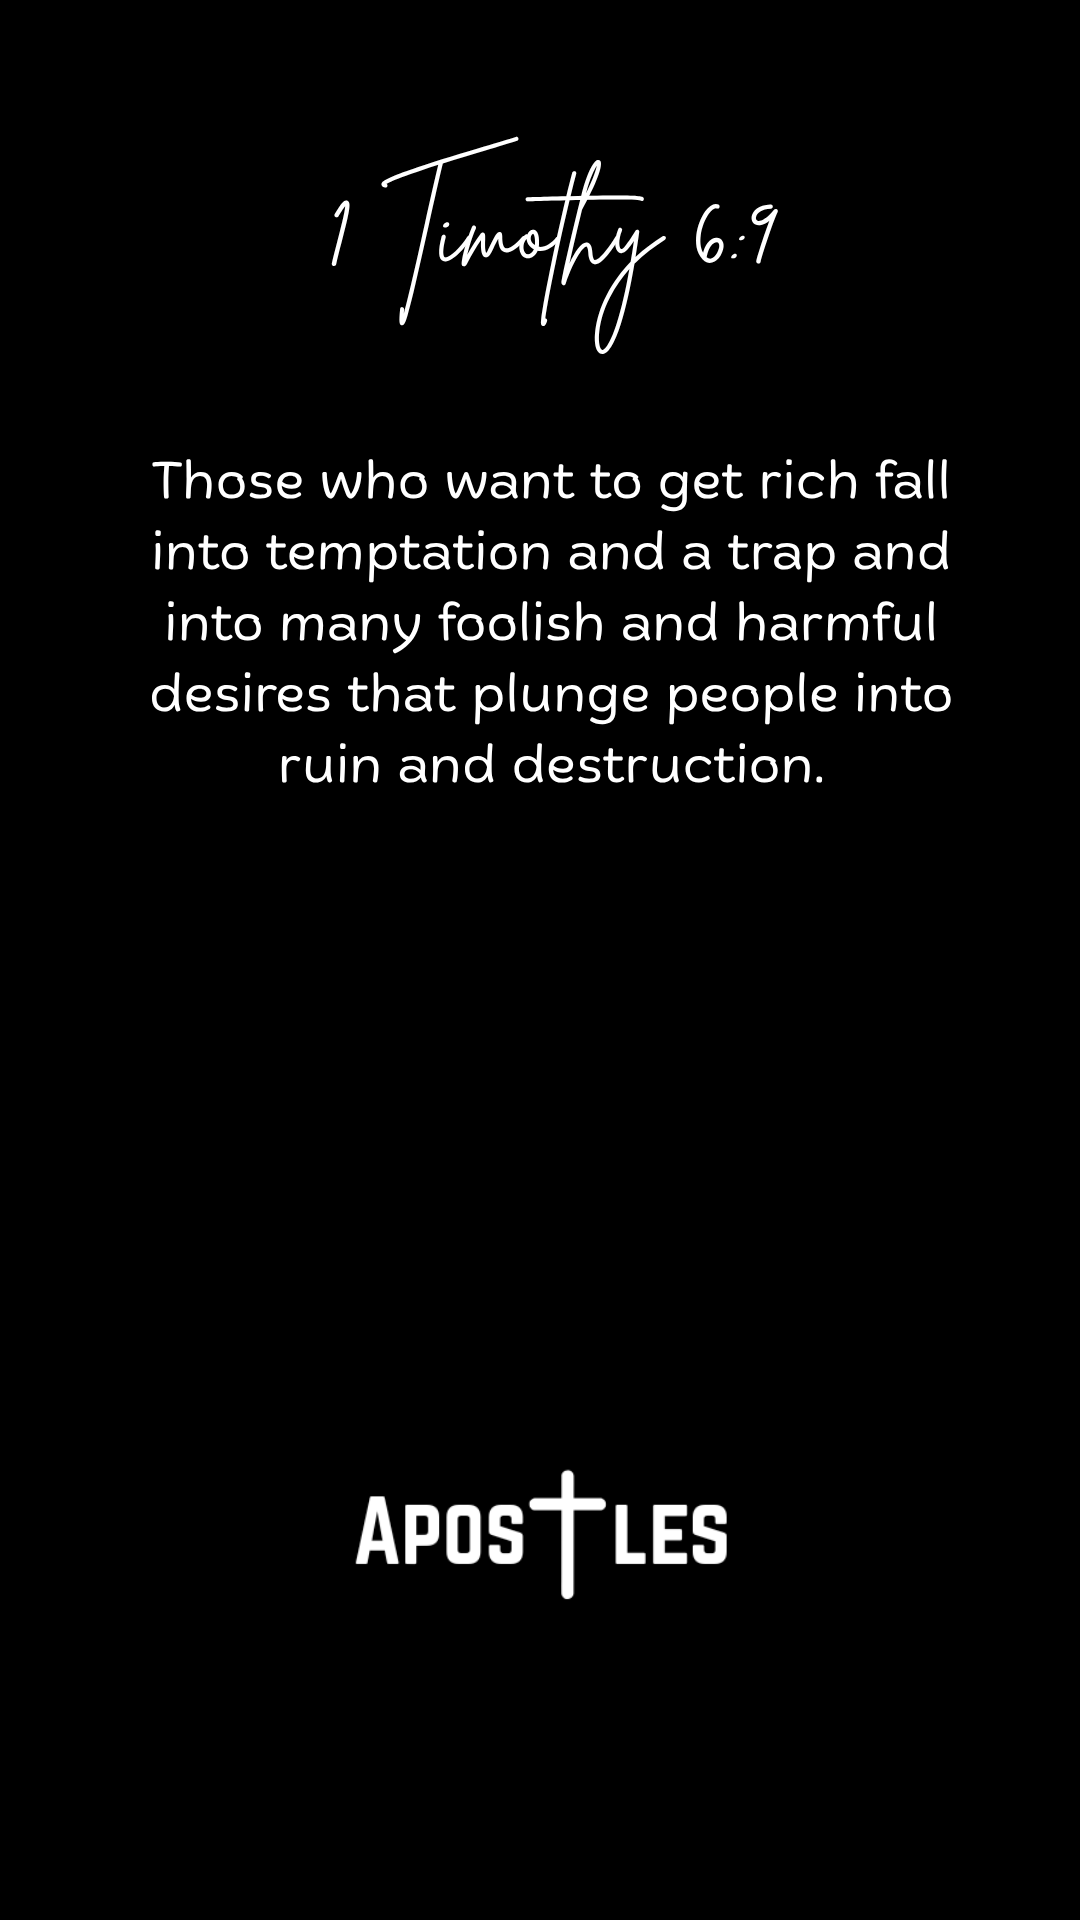 1 Timothy 6:9
Those who want to get rich fall
into temptation and a trap and
into many foolish and harmful
desires that plunge people into
ruin and destruction.
APOSTLES